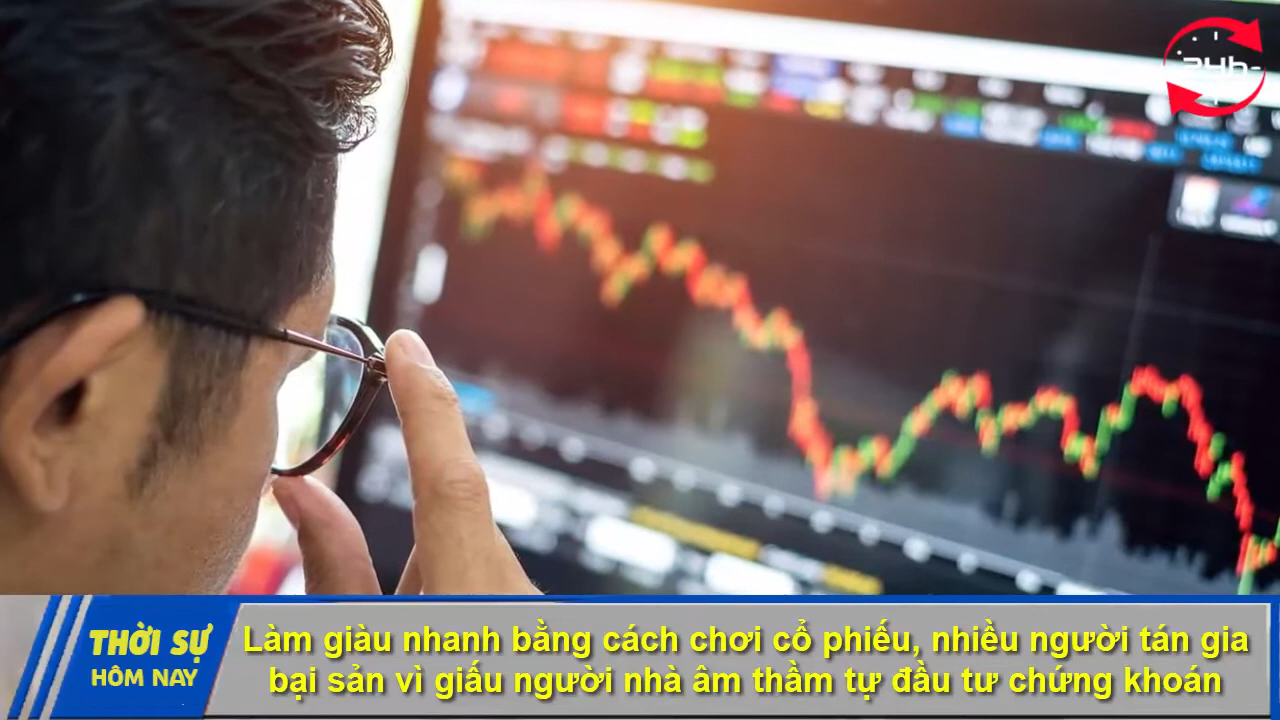 24h
THỜI SỰ
HÔM NAY
Làm giàu nhanh bằng cách chơi cổ phiếu, nhiều người tán gia
bại sản vì giấu người nhà âm thầm tự đầu tư chứng khoán